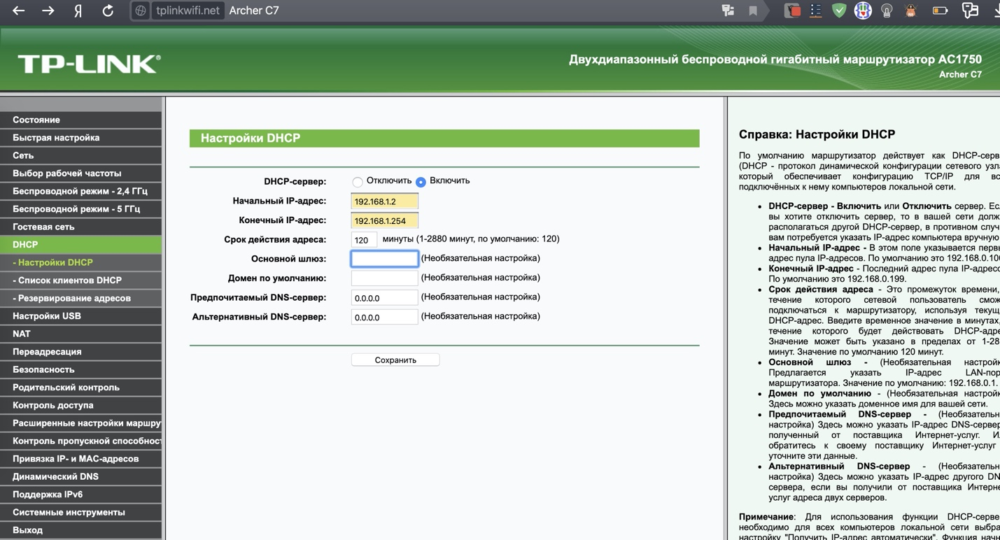 Я
tplinkwifi.net Archer C7
TP-LINK®
Двухдиапазонный беспроводной гигабитный маршрутизатор AC1750
Archer C7
Состояние
Быстрая настройка
Сеть
Выбор рабочей частоты
Беспроводной режим - 2,4 ГГц
Беспроводной режим - 5 ГГц
Гостевая сеть
DHCP
- Настройки DHCP
- Список клиентов DHCP
- Резервирование адресов
Настройки USB
NAT
Переадресация
Безопасность
Родительский контроль
Контроль доступа
Расширенные настройки маршру
Контроль пропускной способност
Привязка IP- и MAC-адресов
Динамический DNS
Поддержка IPv6
Системные инструменты
Выход
Настройки DHCP
DHCP-сервер: Отключить Включить
Начальный IP-адрес: 192.168.1.2
Конечный IP-адрес: 192.168.1.254
Срок действия адреса: 120 минуты (1-2880 минут, по умолчанию: 120)
Основной шлюз: (Необязательная настройка)
Домен по умолчанию: (Необязательная настройка)
Предпочитаемый DNS-сервер: 0.0.0.0 (Необязательная настройка)
Альтернативный DNS-сервер: 0.0.0.0 (Необязательная настройка)
Сохранить
Справка: Настройки DHCP
По умолчанию маршрутизатор действует как DHCP-серв
(DHCP - протокол динамической конфигурации сетевого узла
который обеспечивает конфигурацию TCP/IP для вс
подключённых к нему компьютеров локальной сети.
• DHCP-сервер - Включить или Отключить сервер. Есл
вы хотите отключить сервер, то в вашей сети долж
располагаться другой DHCP-сервер, в противном случ
вам потребуется указать IP-адрес компьютера вручную
• Начальный IP-адрес - В этом поле указывается первы
адрес пула IP-адресов. По умолчанию это 192.168.0.100
• Конечный IP-адрес - Последний адрес пула IP-адресо
По умолчанию это 192.168.0.199.
• Срок действия адреса - Это промежуток времени,
течение которого сетевой пользователь смож
подключаться к маршрутизатору, используя текущ
DHCP-адрес. Введите временное значение в минутах,
течение которого будет действовать DHCP-адре
Значение может быть указано в пределах от 1-28
минут. Значение по умолчанию 120 минут.
• Основной шлюз - (Необязательная настройк
Предлагается указать IP-адрес LAN-пор
маршрутизатора. Значение по умолчанию: 192.168.0.1.
• Домен по умолчанию - (Необязательная настройк
Здесь можно указать доменное имя для вашей сети.
• Предпочитаемый DNS-сервер - (Необязательн
настройка) Здесь можно указать IP-адрес DNS-сервер
полученный от поставщика Интернет-услуг. И
обратитесь к своему поставщику Интернет-услуг
уточните эти данные.
• Альтернативный DNS-сервер - (Необязательн
настройка) Здесь можно указать IP-адрес другого DN
сервера, если вы получили от поставщика Интерне
услуг адреса двух серверов.
Примечание: Для использования функции DHCP-серве
необходимо для всех компьютеров локальной сети выбра
настройку "Получить IP-адрес автоматически". Функция начн